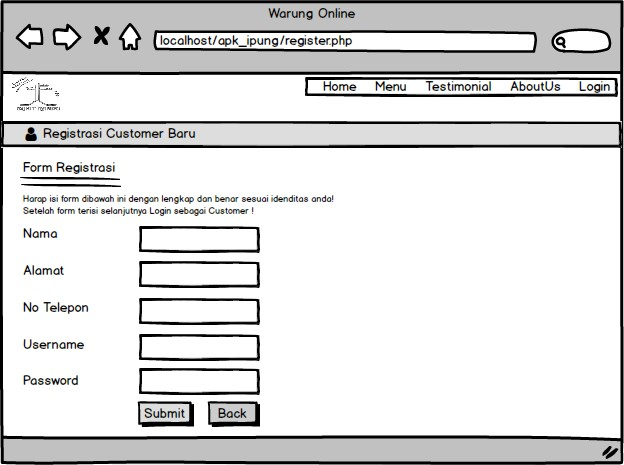 Warung Online
localhost/apk_ipung/register.php
Home Menu Testimonial AboutUs Login
Registrasi Customer Baru
Form Registrasi
Harap isi form dibawah ini dengan lengkap dan benar sesuai idenditas anda!
Setelah form terisi selanjutnya Login sebagai Customer !
Nama
Alamat
No Telepon
Username
Password
Submit Back